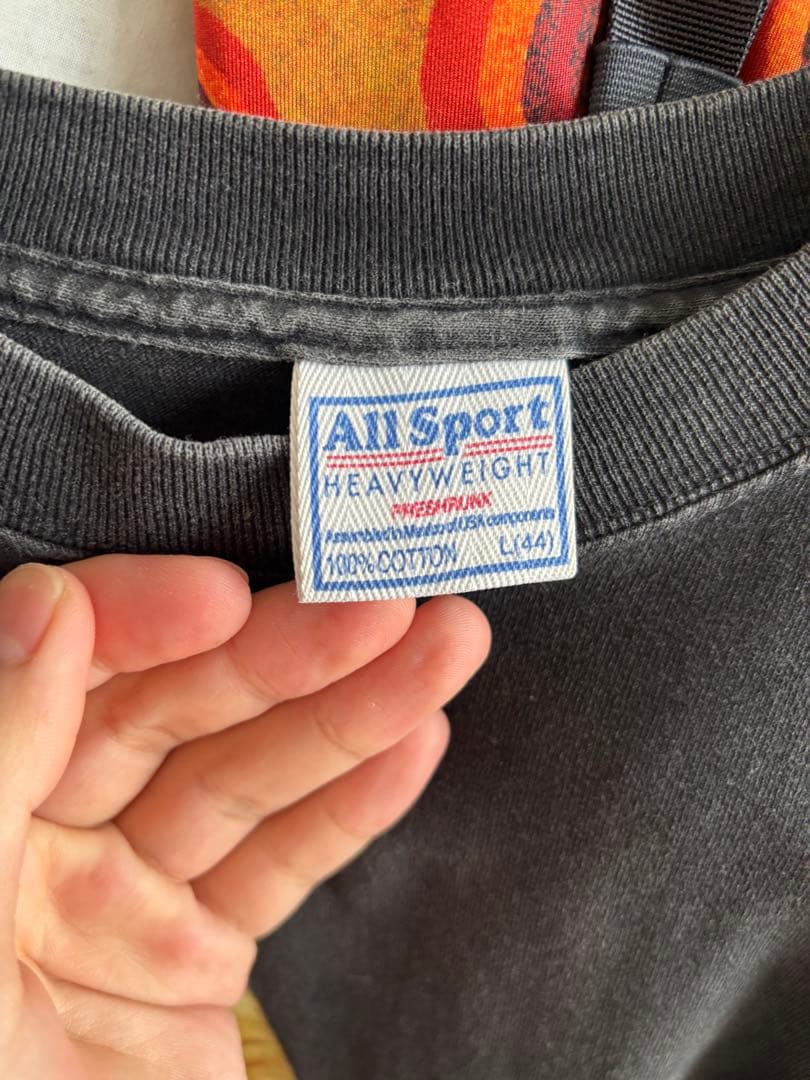 All Sport
HEAVYWEIGHT
PRESHRUNK
Assembled in Mexico of USA components
100% COTTON L(44)